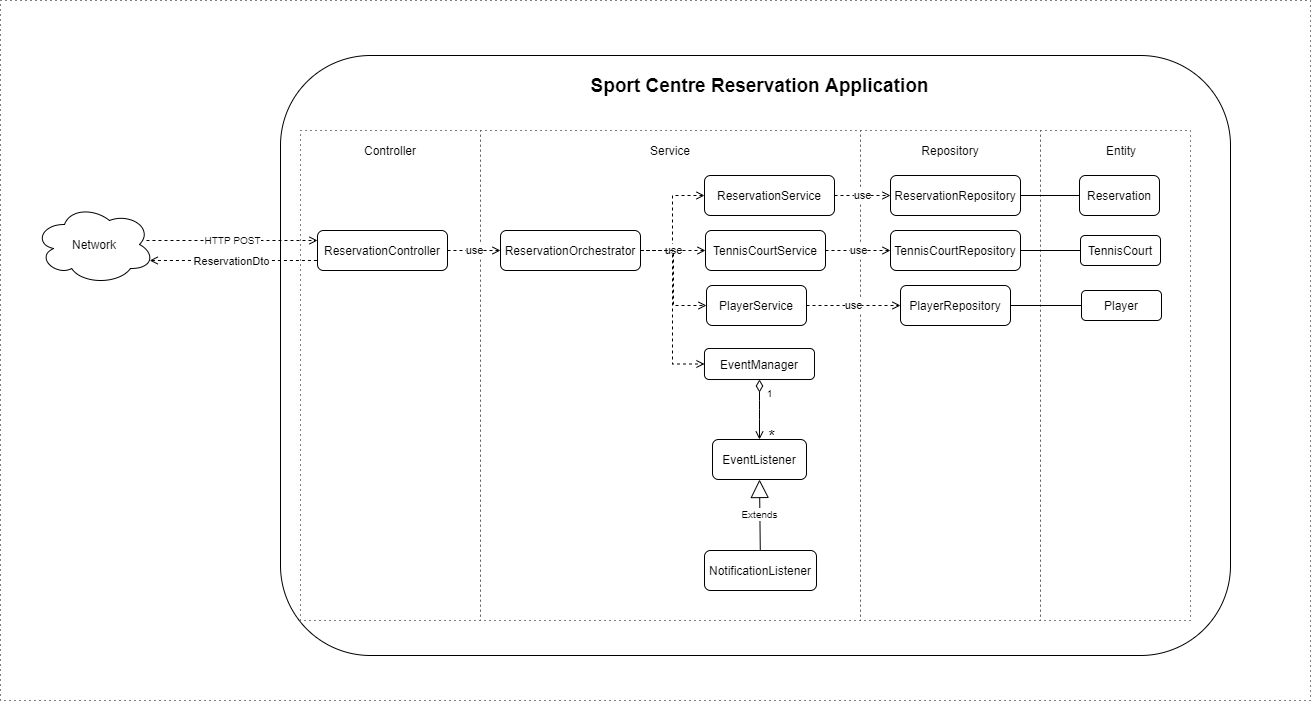 Sport Centre Reservation Application
Controller
Service
Repository
Entity
ReservationService
use
ReservationRepository
Reservation
Network
HTTP POST
ReservationDto
ReservationController
use
ReservationOrchestrator
use
TennisCourtService
use
TennisCourtRepository
TennisCourt
PlayerService
use
PlayerRepository
Player
EventManager
1
*
EventListener
Extends
NotificationListener